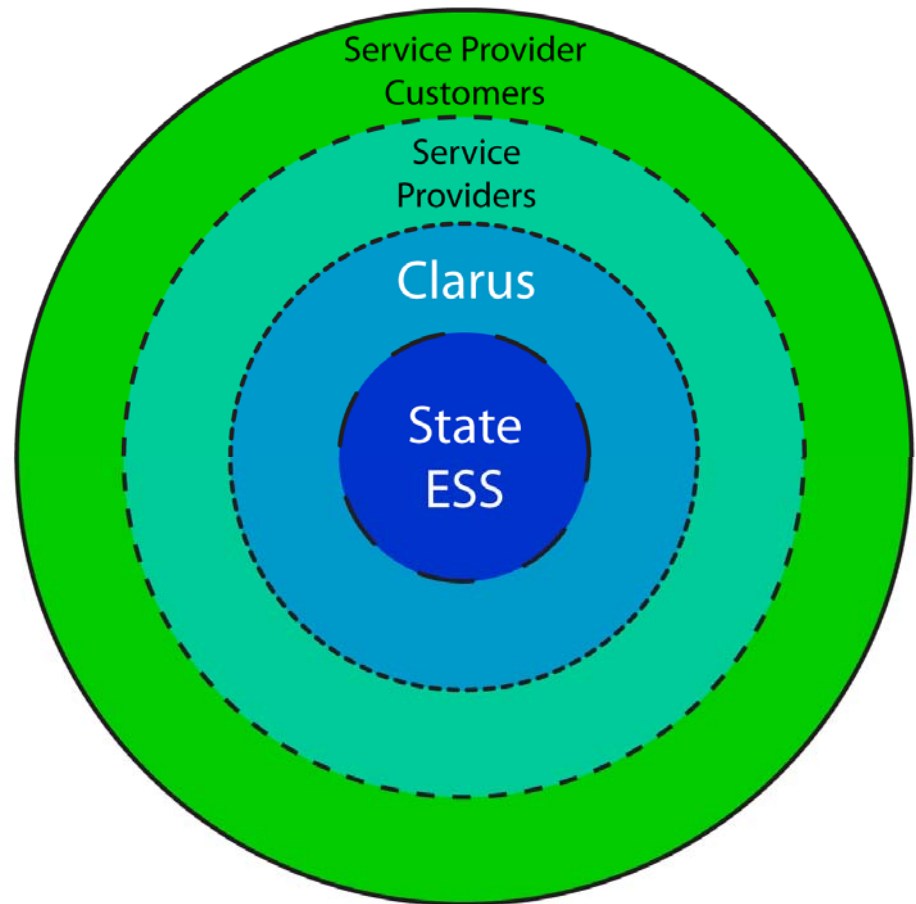 Service Provider
Customers
Service
Providers
Clarus
State
ESS